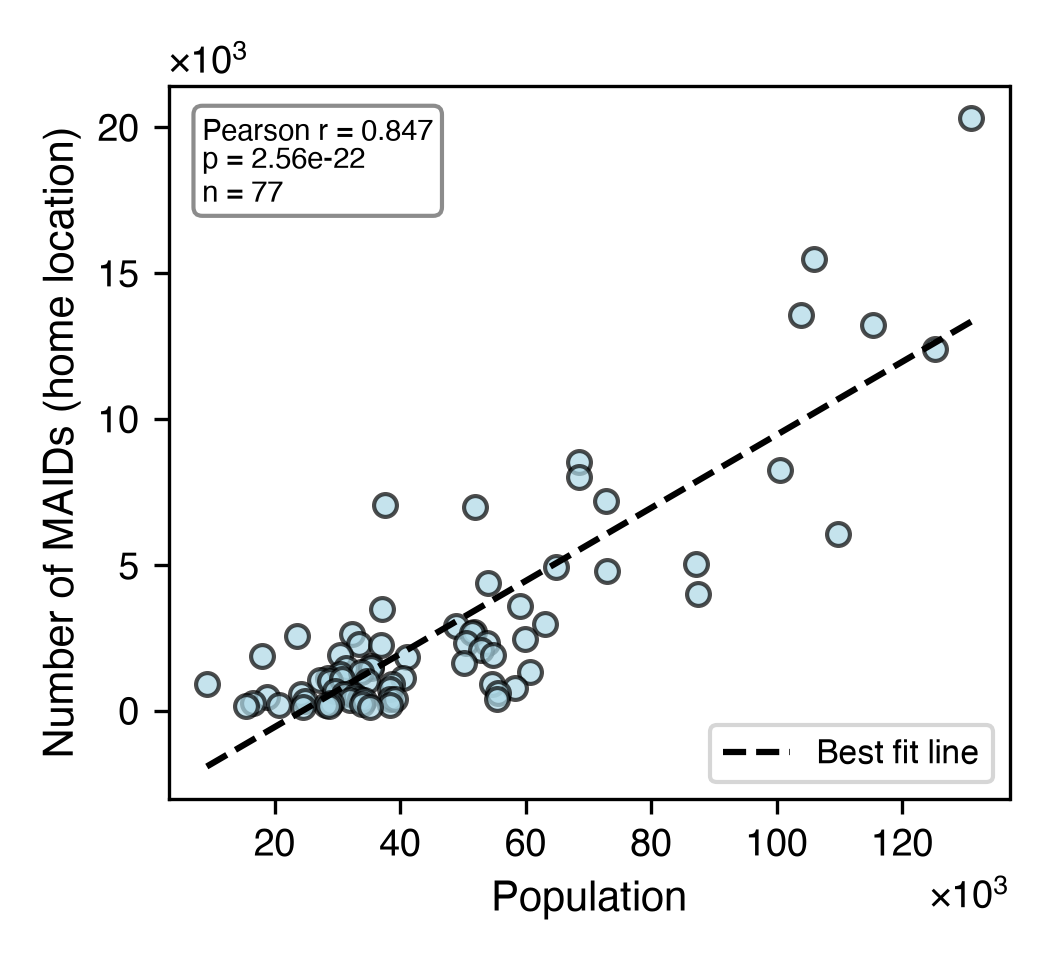 ×10³
Number of MAIDs (home location)
20
15
10
5
0
Pearson r = 0.847
p = 2.56e-22
n = 77
Best fit line
20 40 60 80 100 120
Population
×10³